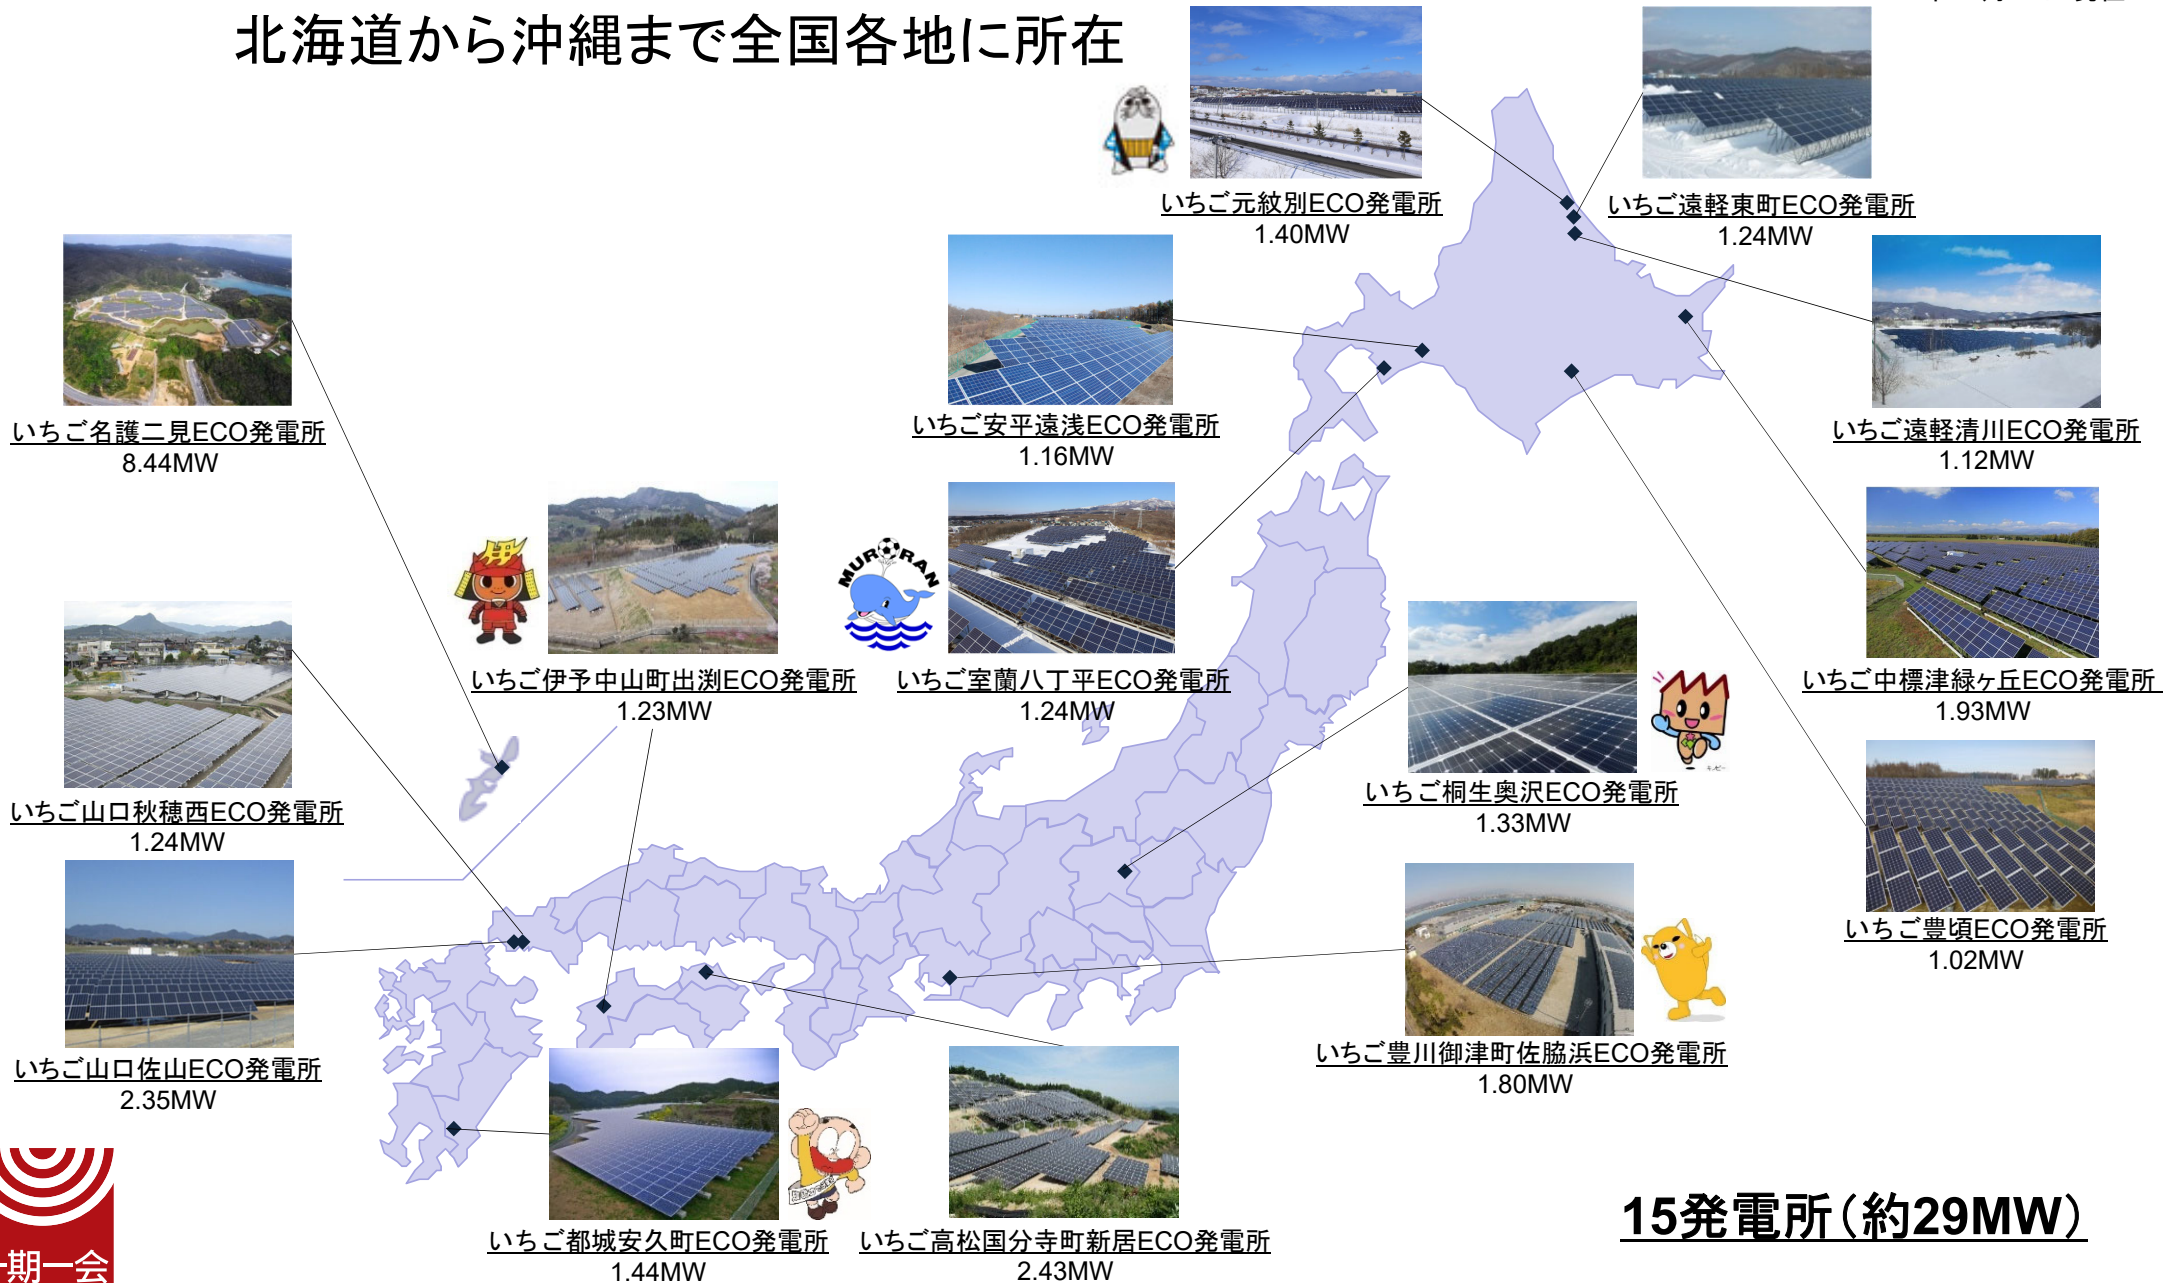 北海道から沖縄まで全国各地に所在
いちご元紋別ECO発電所
1.40MW
いちご遠軽東町ECO発電所
1.24MW
いちご名護二見ECO発電所
8.44MW
いちご安平遠浅ECO発電所
1.16MW
いちご遠軽清川ECO発電所
1.12MW
MURORAN
いちご伊予中山町出渕ECO発電所
1.23MW
いちご室蘭八丁平ECO発電所
1.24MW
いちご中標津緑ヶ丘ECO発電所
1.93MW
いちご山口秋穂西ECO発電所
1.24MW
いちご桐生奥沢ECO発電所
1.33MW
いちご豊頃ECO発電所
1.02MW
いちご山口佐山ECO発電所
2.35MW
いちご豊川御津町佐脇浜ECO発電所
1.80MW
いちご都城安久町ECO発電所
1.44MW
いちご高松国分寺町新居ECO発電所
2.43MW
15発電所(約29MW)
一期一会